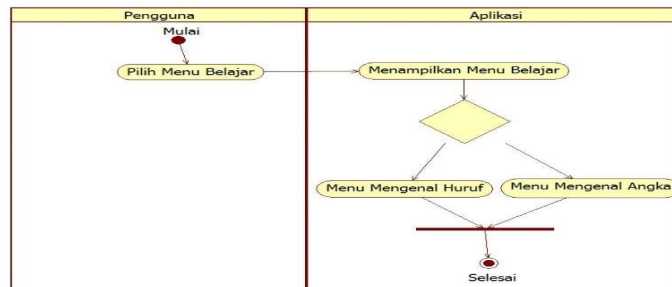 Pengguna
Aplikasi
Mulai
Pilih Menu Belajar
Menampilkan Menu Belajar
Menu Mengenal Huruf
Menu Mengenal Angka
Selesai